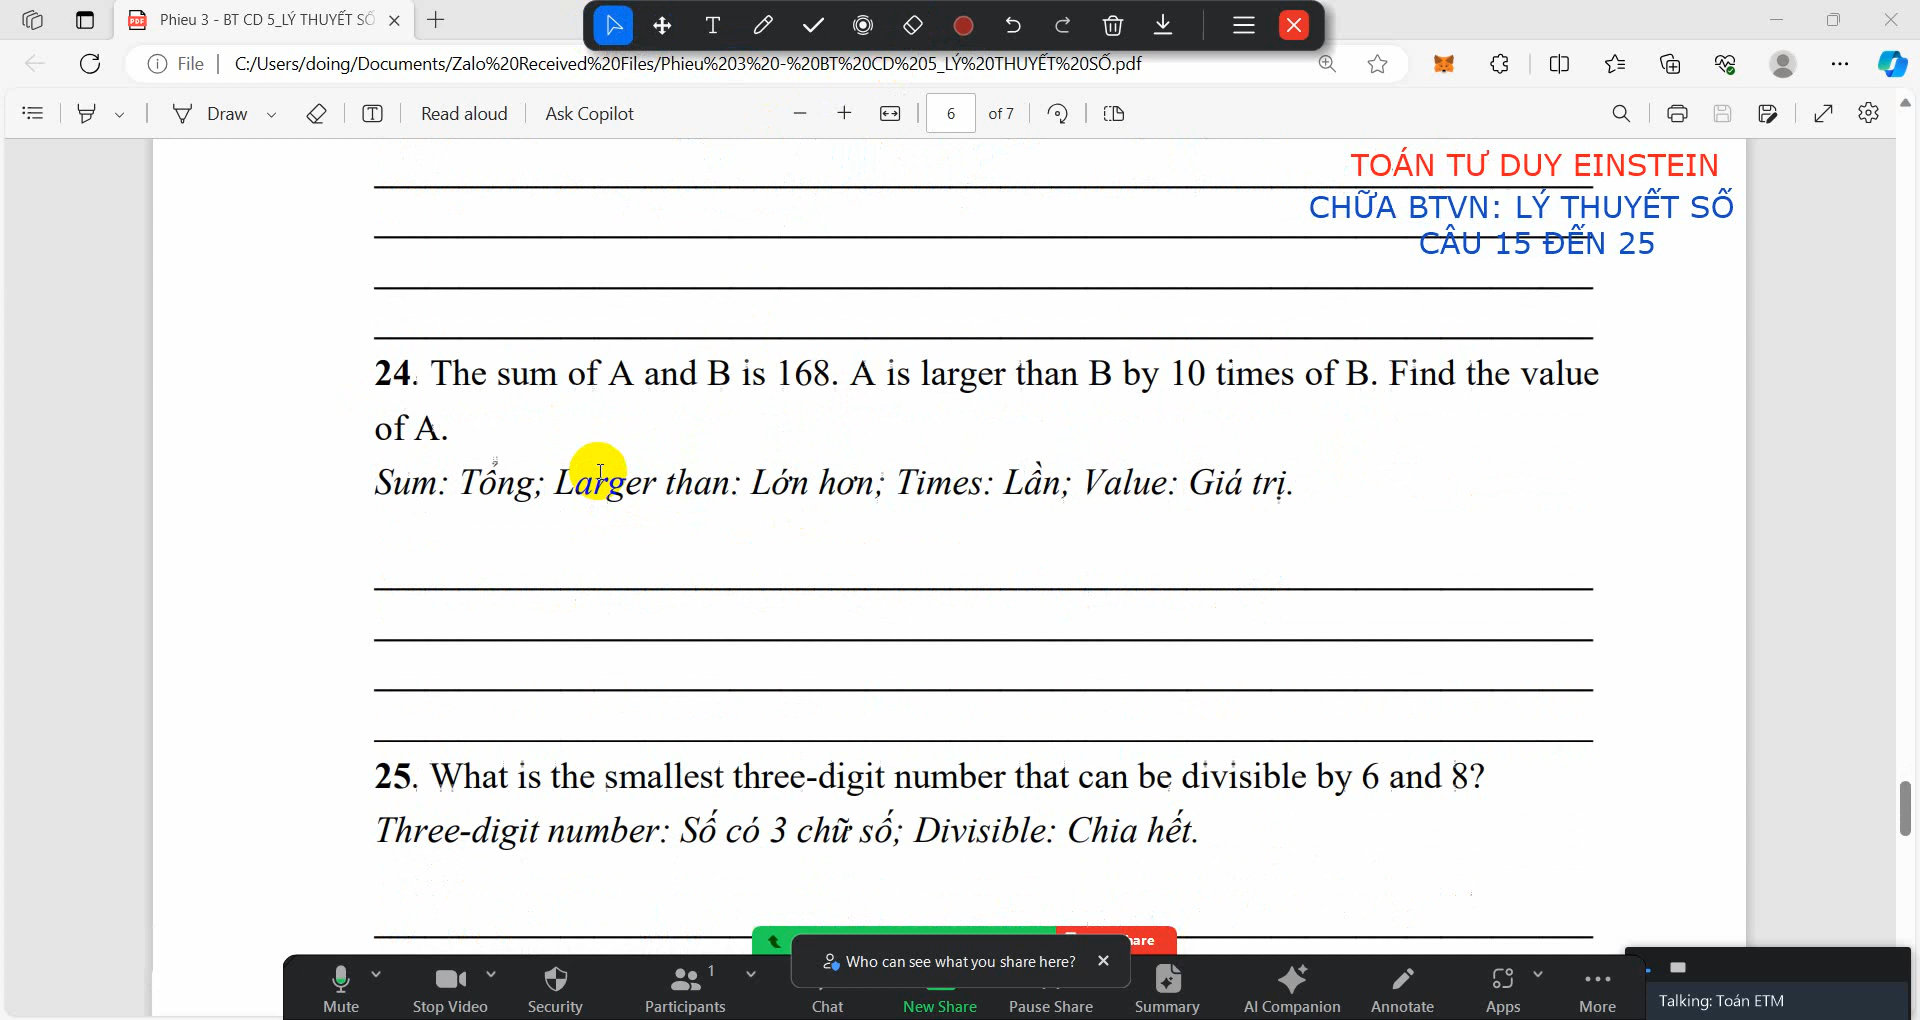 Phieu 3 - BT CD 5_LÝ THUYẾT SỐ
File
C:/Users/doing/Documents/Zalo%20Received%20Files/Phieu%203%20-%20BT%20CD%205_LÝ%20THUYẾT%20SỐ.pdf
Draw
Read aloud
Ask Copilot
6 of 7
TOÁN TƯ DUY EINSTEIN
CHỮA BTVN: LÝ THUYẾT SỐ
CÂU 15 ĐẾN 25
24. The sum of A and B is 168. A is larger than B by 10 times of B. Find the value
of A.
Sum: Tổng; Larger than: Lớn hơn; Times: Lần; Value: Giá trị.
25. What is the smallest three-digit number that can be divisible by 6 and 8?
Three-digit number: Số có 3 chữ số; Divisible: Chia hết.
Who can see what you share here?
Mute
Stop Video
Security
Participants 1
Chat
New Share
Pause Share
Summary
AI Companion
Annotate
Apps
More
Talking: Toán ETM